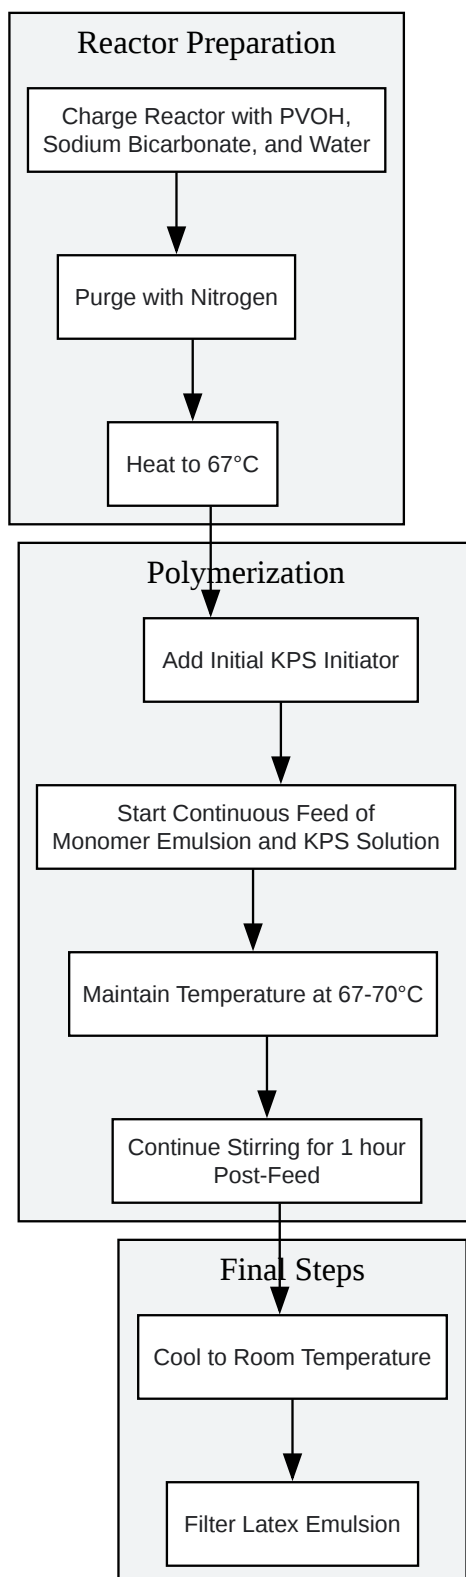 Reactor Preparation
Charge Reactor with PVOH,
Sodium Bicarbonate, and Water
Purge with Nitrogen
Heat to 67°C
Polymerization
Add Initial KPS Initiator
Start Continuous Feed of
Monomer Emulsion and KPS Solution
Maintain Temperature at 67-70°C
Continue Stirring for 1 hour
Post-Feed
Final Steps
Cool to Room Temperature
Filter Latex Emulsion